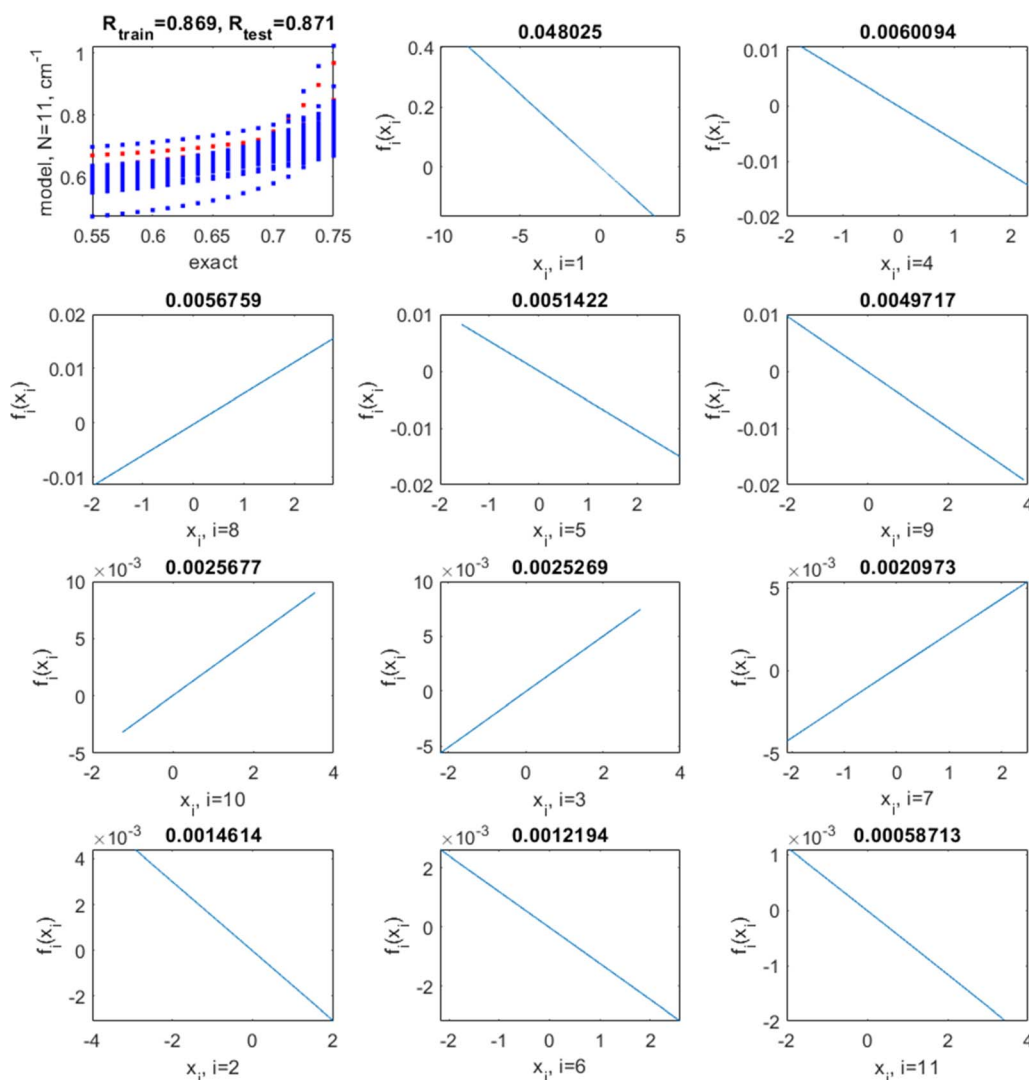 R_train=0.869, R_test=0.871
1
0.8
0.6
model, N=11, cm⁻¹
0.55 0.6 0.65 0.7 0.75
exact
0.048025
0.4
0.2
0
f_i(x_i)
-10 -5 0 5
x_i, i=1
0.0060094
0.01
0
-0.01
-0.02
f_i(x_i)
-2 -1 0 1 2
x_i, i=4
0.0056759
0.02
0.01
0
-0.01
f_i(x_i)
-2 -1 0 1 2
x_i, i=8
0.0051422
0.01
0
-0.01
-0.02
f_i(x_i)
-2 -1 0 1 2
x_i, i=5
0.0049717
0.01
0
-0.01
-0.02
f_i(x_i)
-2 0 2 4
x_i, i=9
×10⁻³
0.0025677
10
5
0
-5
f_i(x_i)
-2 0 2 4
x_i, i=10
×10⁻³
0.0025269
10
5
0
-5
f_i(x_i)
-2 0 2 4
x_i, i=3
×10⁻³
0.0020973
5
0
-5
f_i(x_i)
-2 -1 0 1 2
x_i, i=7
×10⁻³
0.0014614
4
2
0
-2
f_i(x_i)
-4 -2 0 2
x_i, i=2
×10⁻³
0.0012194
2
0
-2
f_i(x_i)
-2 -1 0 1 2
x_i, i=6
×10⁻³
0.00058713
1
0
-1
-2
f_i(x_i)
-2 0 2 4
x_i, i=11